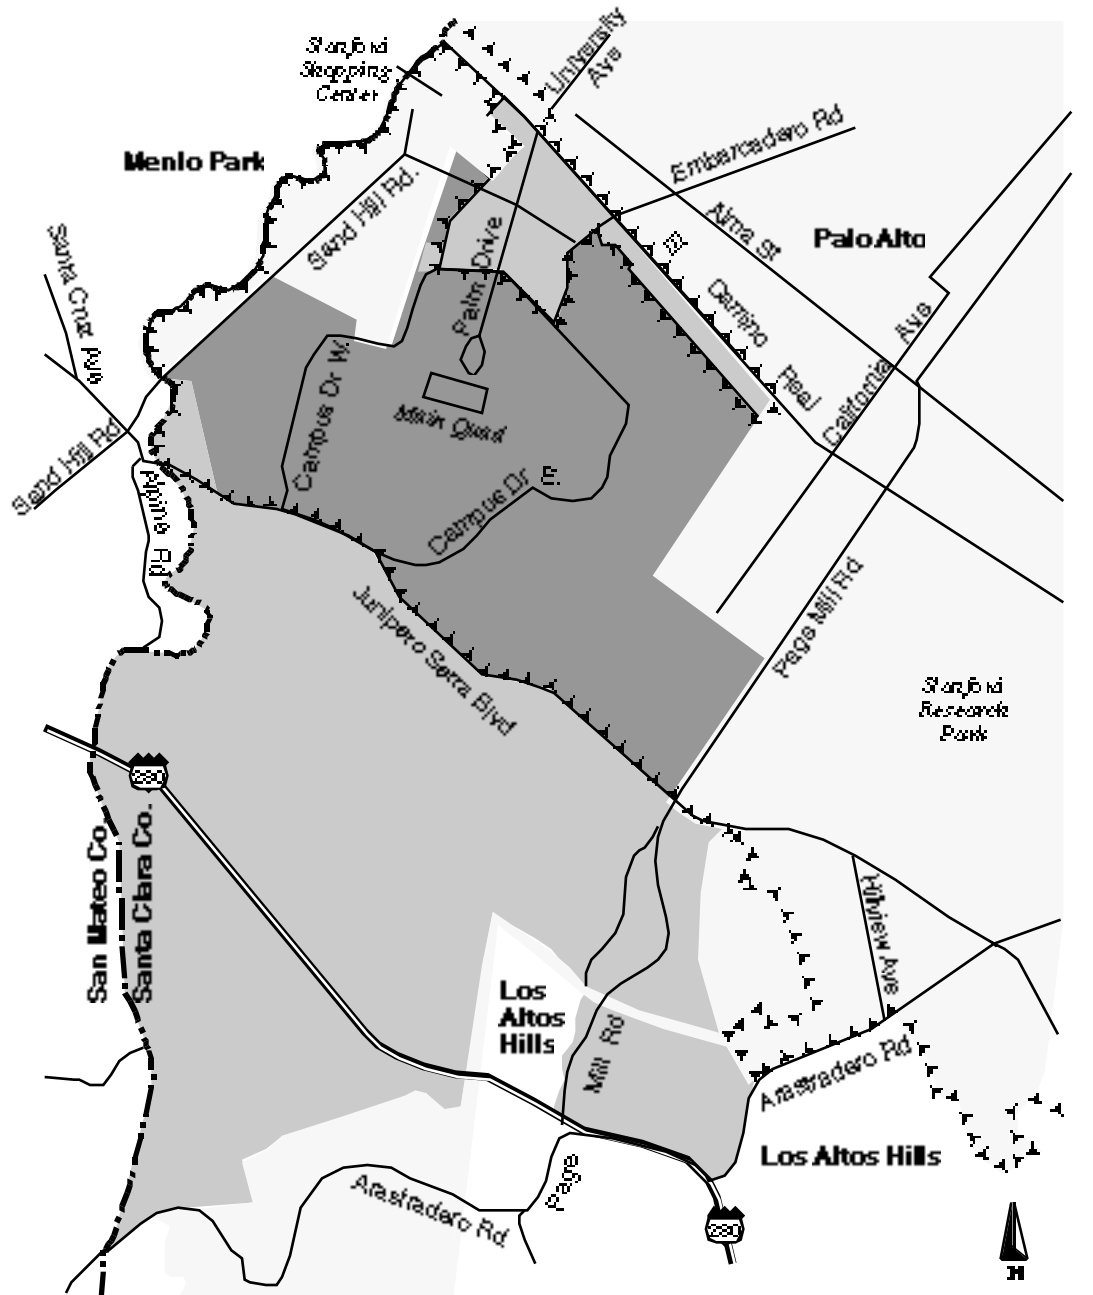 Stanford
Shopping
Center
University
Ave
Embarcadero Rd
Menlo Park
Sand Hill Rd.
Alma St
Palo Alto
Santa Cruz Ave
Palm Drive
El
Camino
Real
California Ave
Campus Dr W.
Main Quad
Campus Dr
E.
Sand Hill Rd
Alpine Rd
Junipero Serra Blvd
Page Mill Rd
Stanford
Research
Park
280
San Mateo Co.
Santa Clara Co.
Hillview Ave
Los
Altos
Hills
Page Mill Rd
Arastradero Rd
Los Altos Hills
Arastradero Rd
280
N